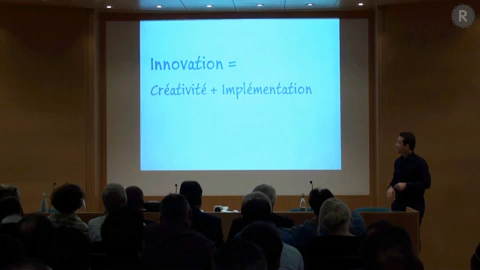 R
Innovation =
Créativité + Implémentation